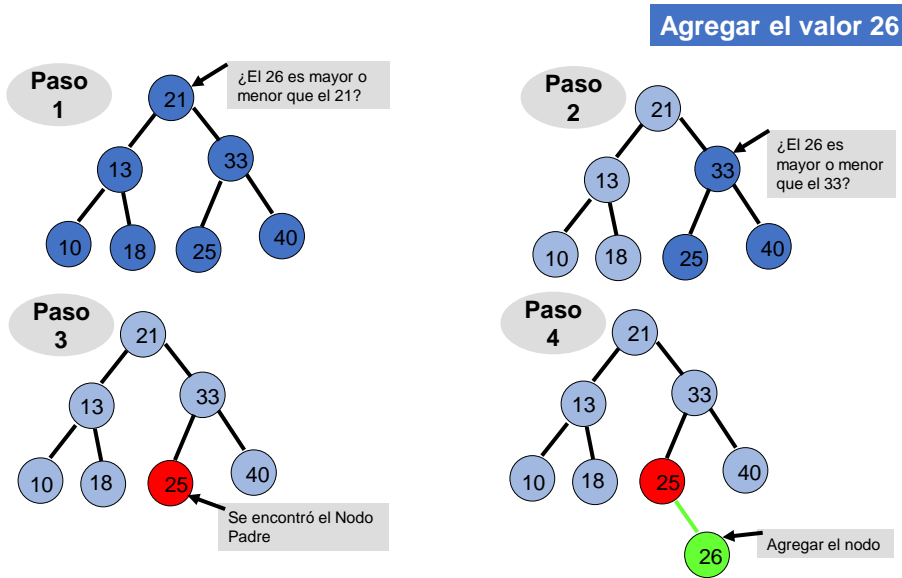 Agregar el valor 26
Paso
1
¿El 26 es mayor o
menor que el 21?
21
13
33
10
18
25
40
Paso
2
¿El 26 es
mayor o menor
que el 33?
21
13
33
10
18
25
40
Paso
3
21
13
33
10
18
25
40
Se encontró el Nodo
Padre
Paso
4
21
13
33
10
18
25
40
26
Agregar el nodo